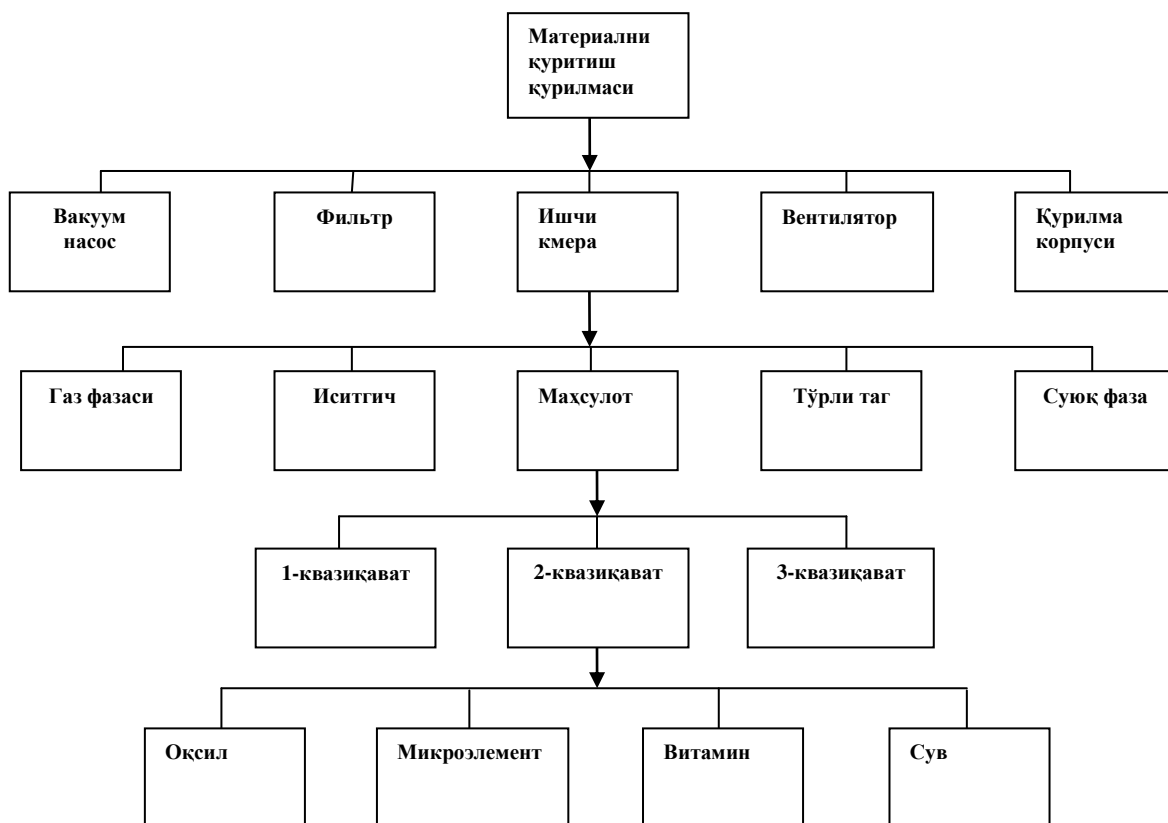 Материални
қуритиш
қурилмаси
Вакуум
насос
Фильтр
Ишчи
кмера
Вентилятор
Қурилма
корпуси
Газ фазаси
Иситгич
Маҳсулот
Тўрли таг
Суюқ фаза
1-квазиқават
2-квазиқават
3-квазиқават
Оқсил
Микроэлемент
Витамин
Сув